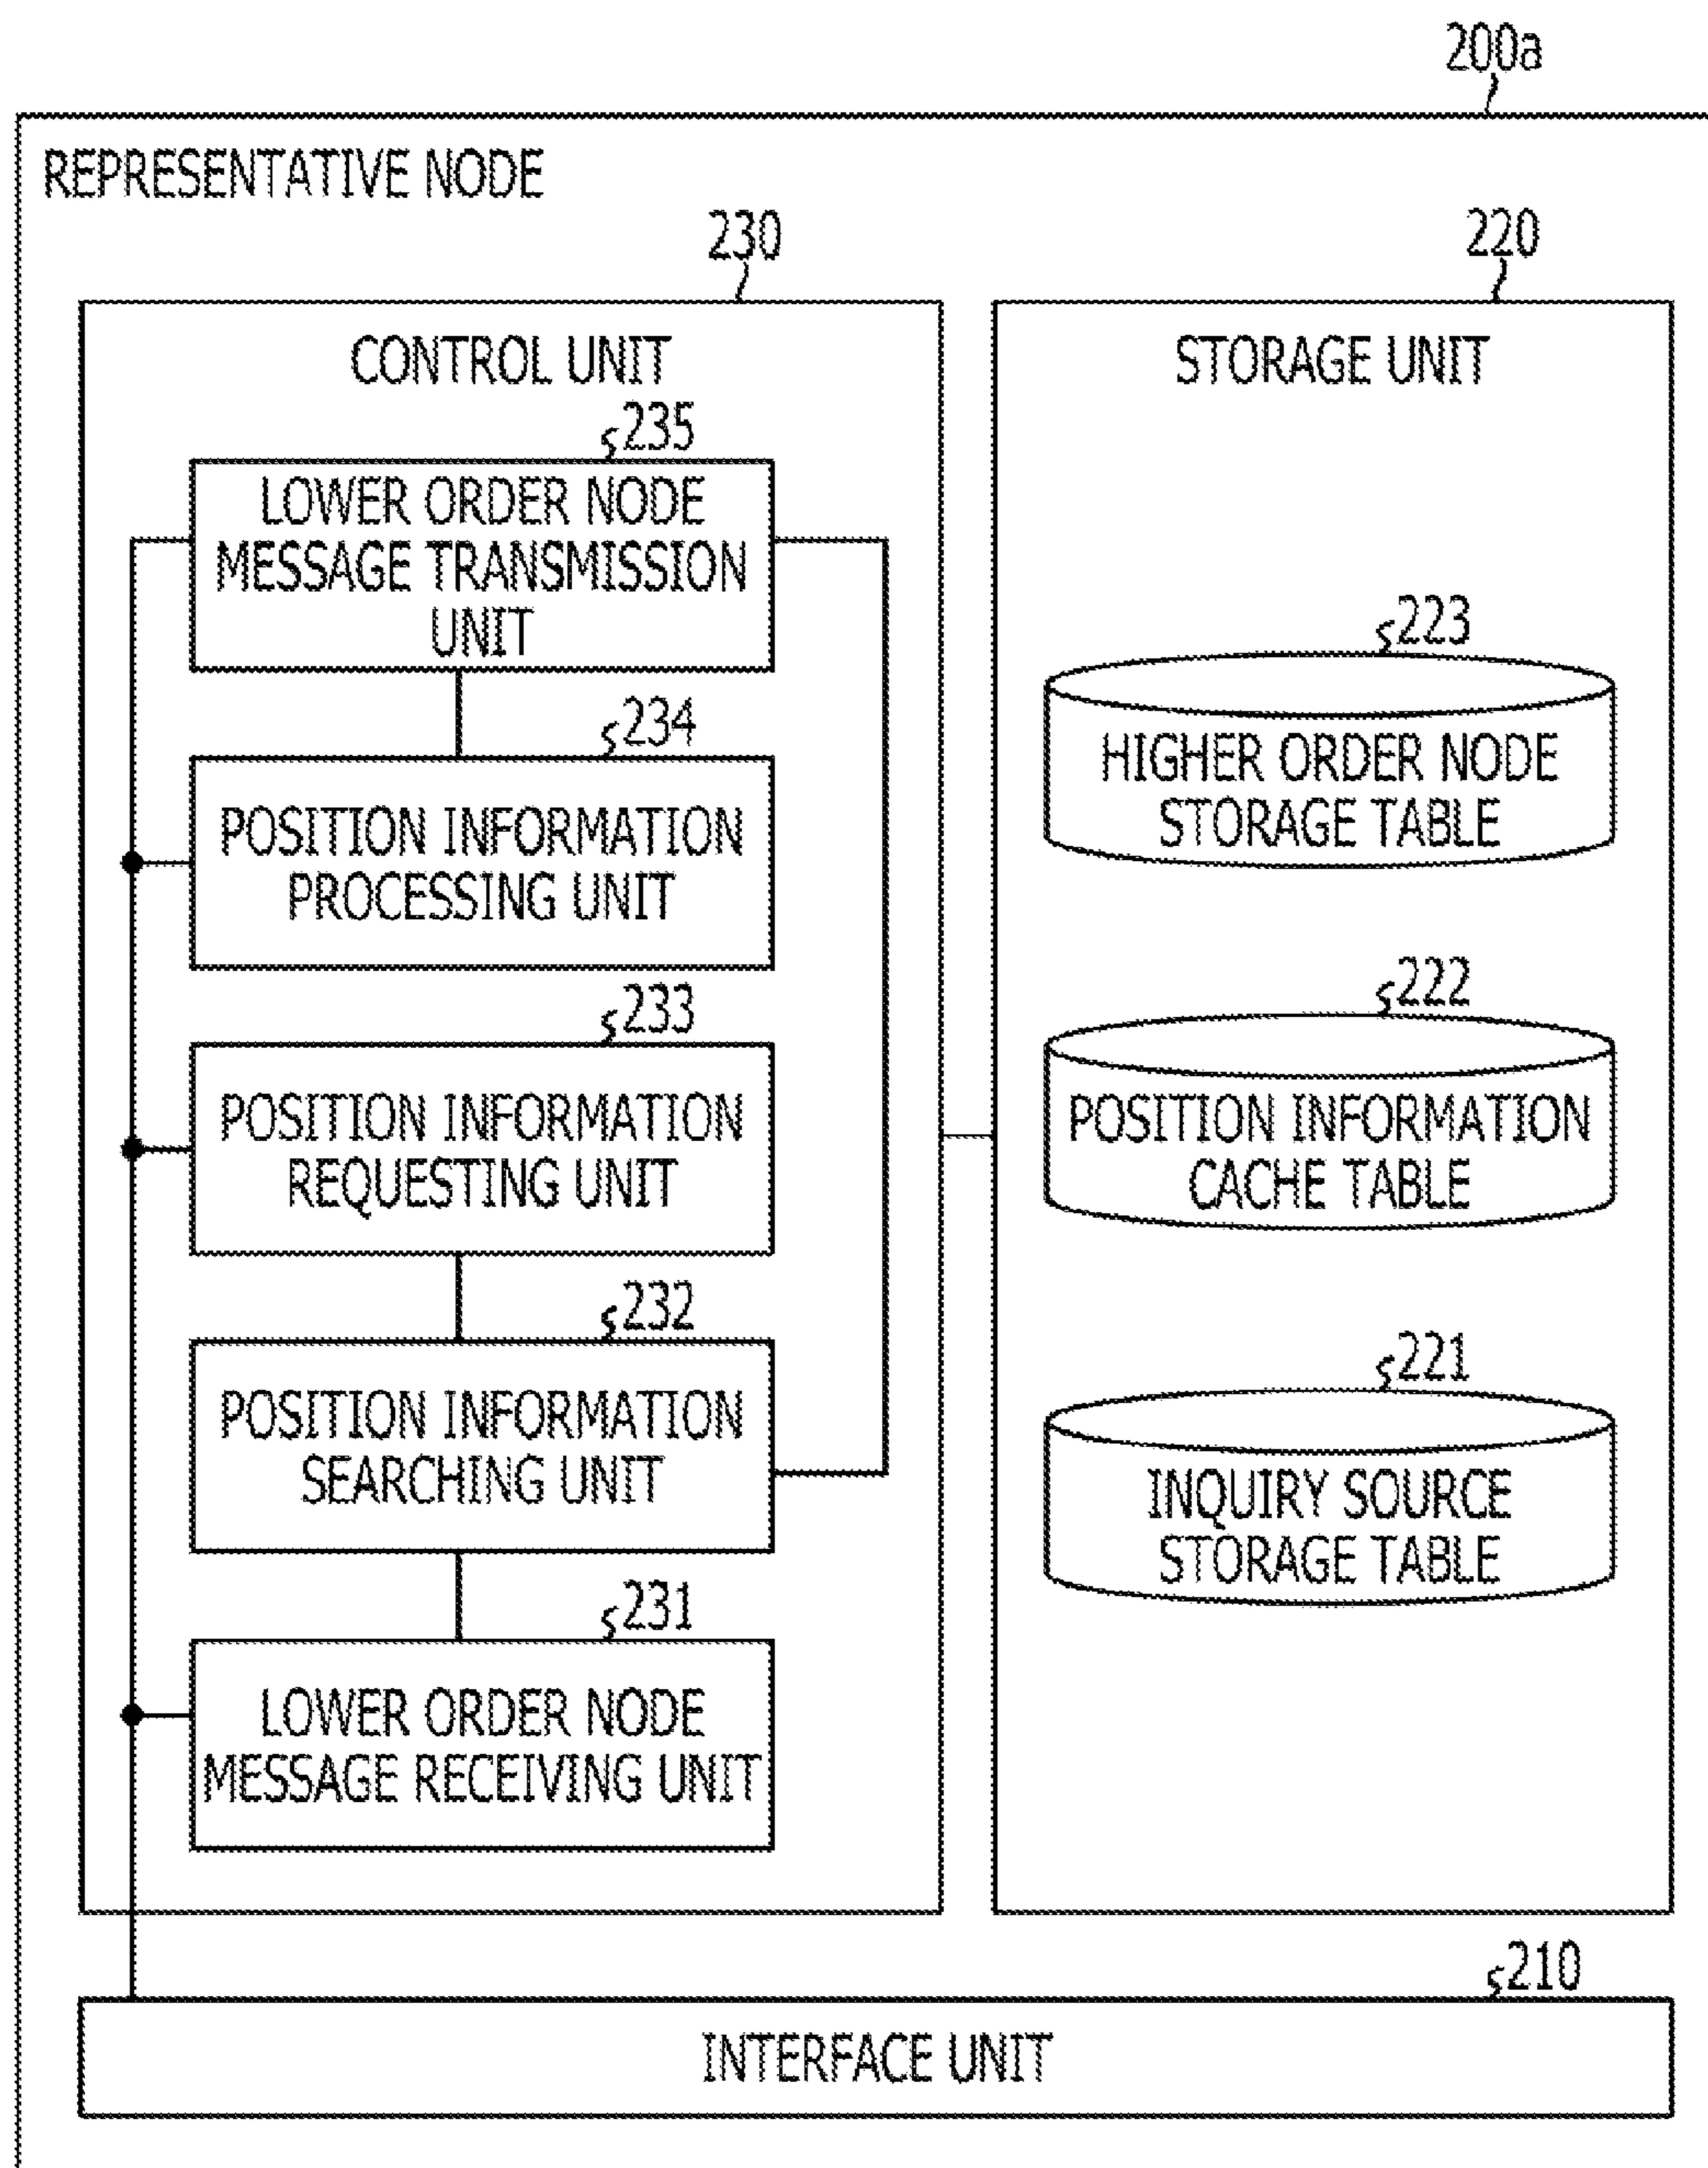 200a
REPRESENTATIVE NODE
230
220
CONTROL UNIT
STORAGE UNIT
235
LOWER ORDER NODE
MESSAGE TRANSMISSION
UNIT
223
HIGHER ORDER NODE
STORAGE TABLE
234
POSITION INFORMATION
PROCESSING UNIT
222
POSITION INFORMATION
CACHE TABLE
233
POSITION INFORMATION
REQUESTING UNIT
232
POSITION INFORMATION
SEARCHING UNIT
221
INQUIRY SOURCE
STORAGE TABLE
231
LOWER ORDER NODE
MESSAGE RECEIVING UNIT
210
INTERFACE UNIT